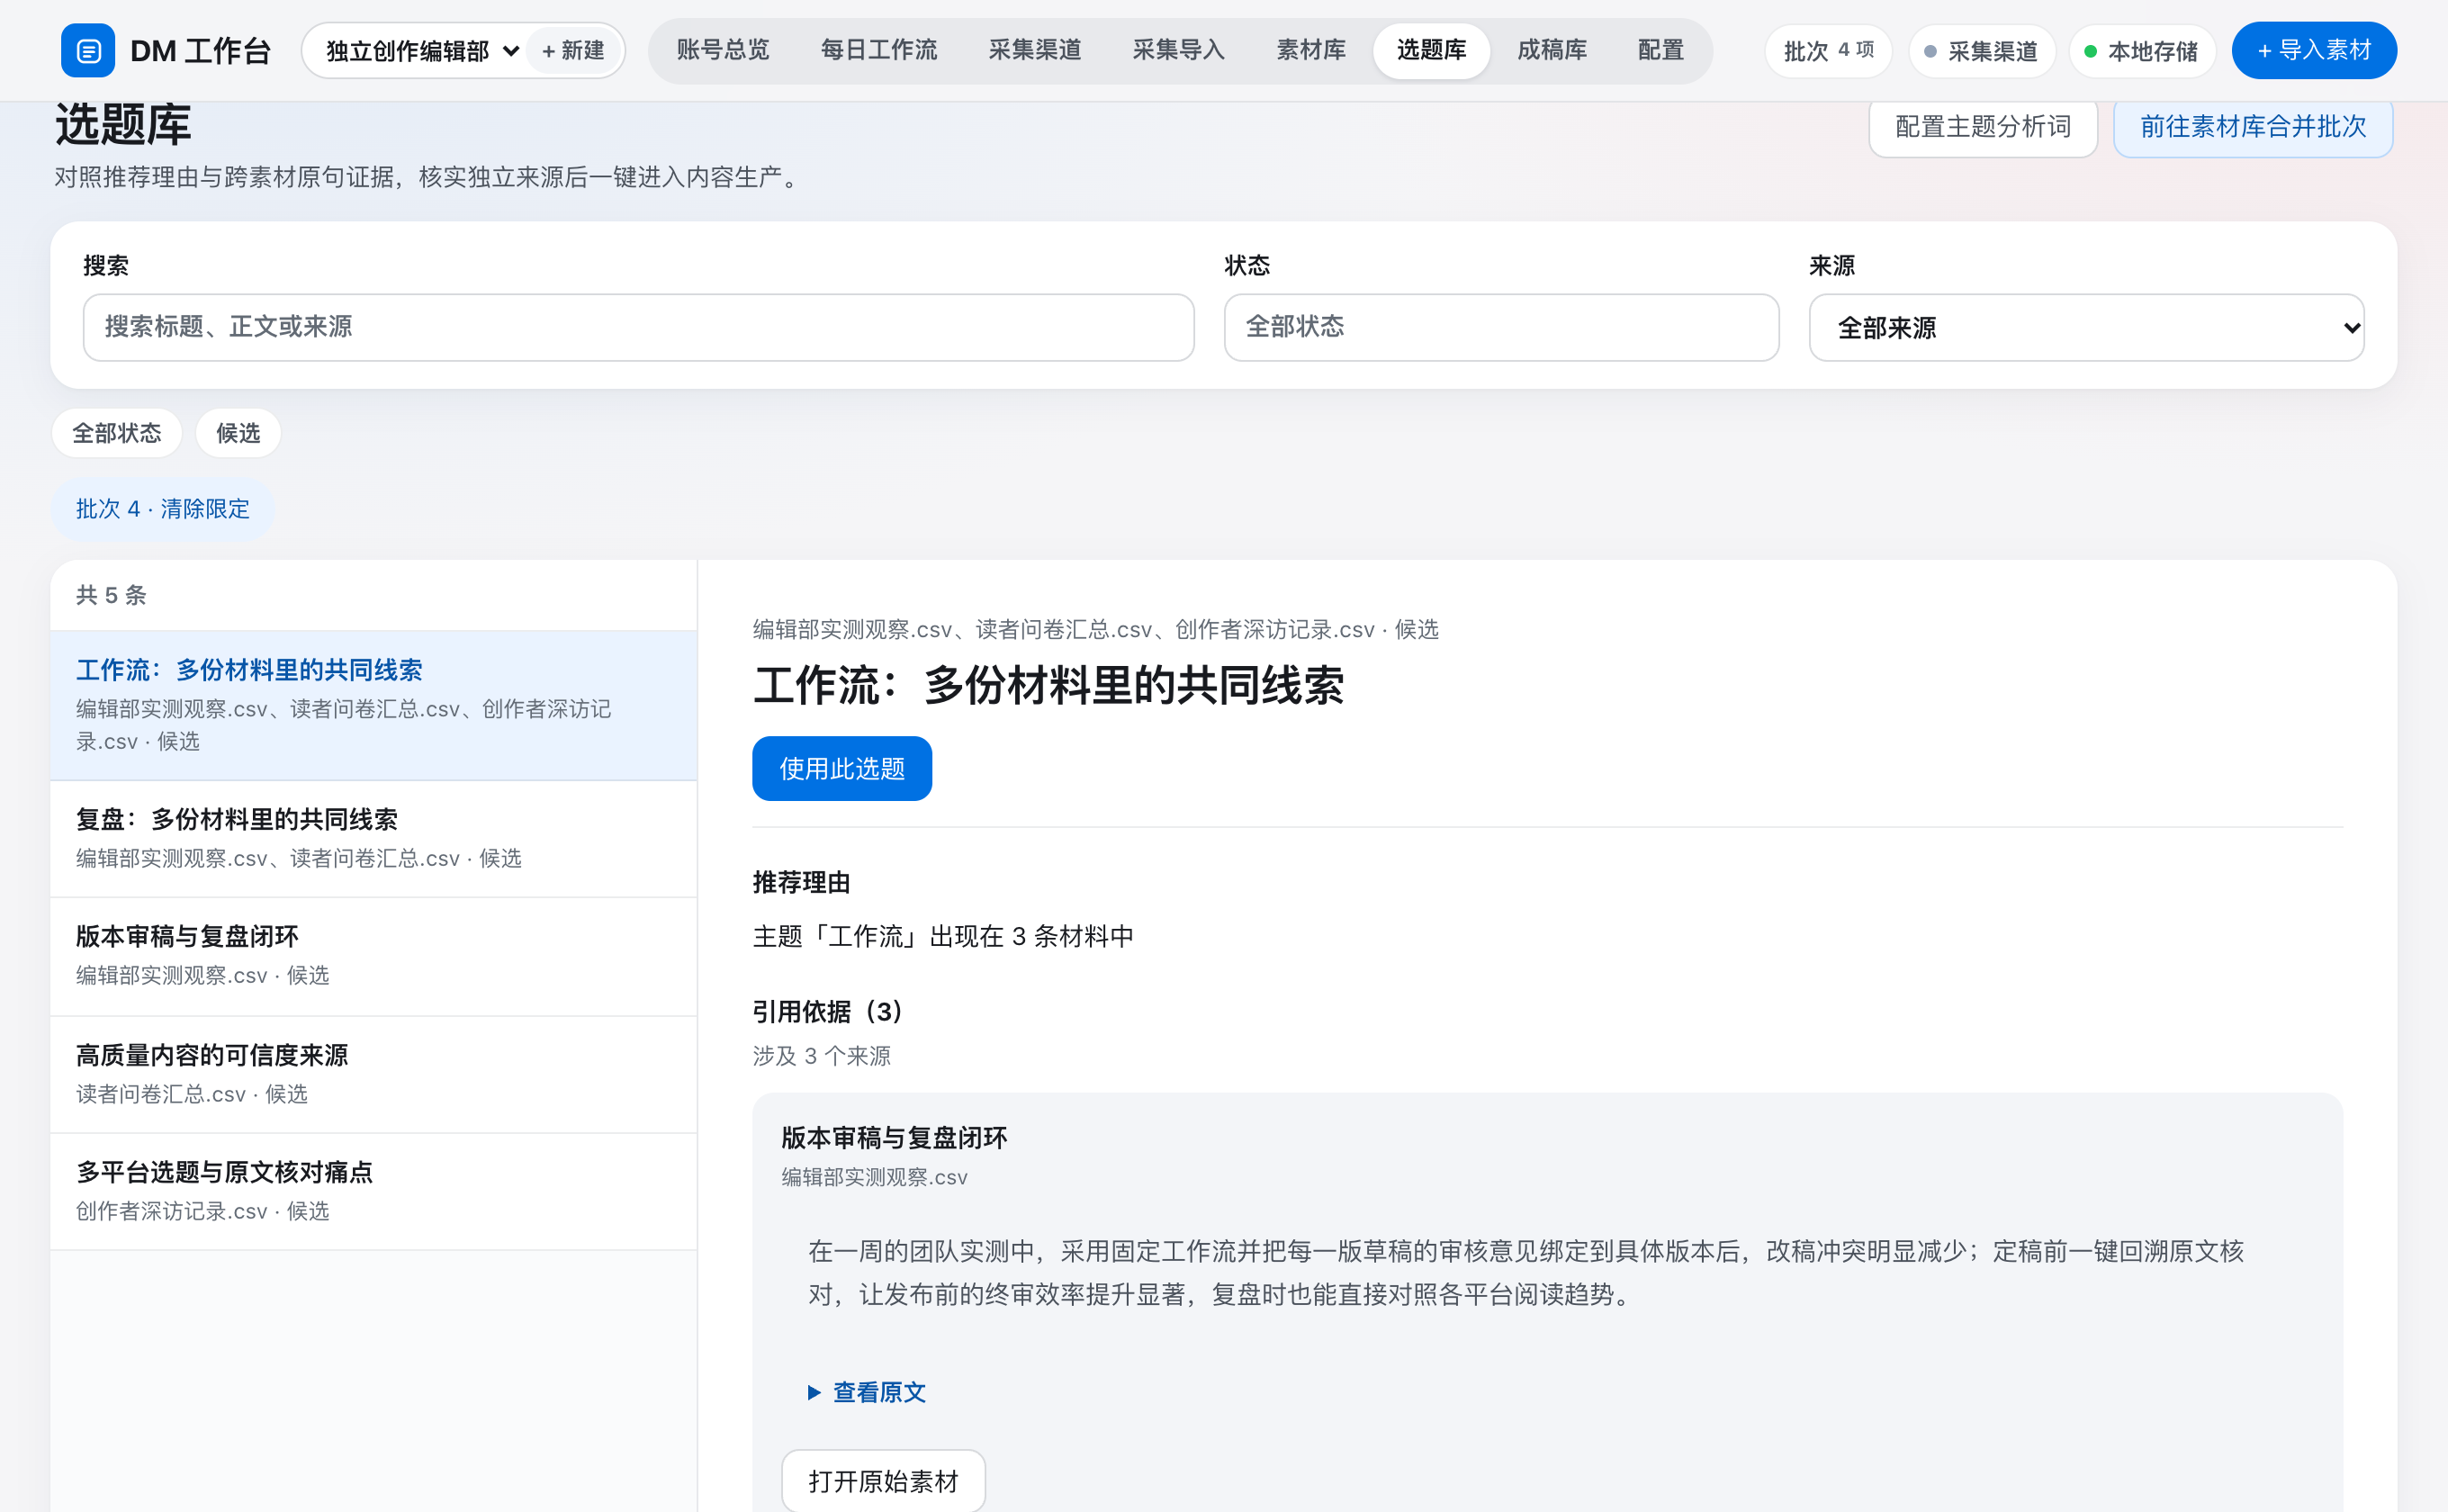 DM 工作台
独立创作编辑部
+ 新建
账号总览
每日工作流
采集渠道
采集导入
素材库
选题库
成稿库
配置
批次 4 项
采集渠道
本地存储
+ 导入素材
选题库
配置主题分析词
前往素材库合并批次
对照推荐理由与跨素材原句证据，核实独立来源后一键进入内容生产。
搜索
状态
来源
搜索标题、正文或来源
全部状态
全部来源
全部状态
候选
批次 4 · 清除限定
共 5 条
工作流：多份材料里的共同线索
编辑部实测观察.csv、读者问卷汇总.csv、创作者深访记
录.csv · 候选
复盘：多份材料里的共同线索
编辑部实测观察.csv、读者问卷汇总.csv · 候选
版本审稿与复盘闭环
编辑部实测观察.csv · 候选
高质量内容的可信度来源
读者问卷汇总.csv · 候选
多平台选题与原文核对痛点
创作者深访记录.csv · 候选
编辑部实测观察.csv、读者问卷汇总.csv、创作者深访记录.csv · 候选
工作流：多份材料里的共同线索
使用此选题
推荐理由
主题「工作流」出现在 3 条材料中
引用依据（3）
涉及 3 个来源
版本审稿与复盘闭环
编辑部实测观察.csv
在一周的团队实测中，采用固定工作流并把每一版草稿的审核意见绑定到具体版本后，改稿冲突明显减少；定稿前一键回溯原文核
对，让发布前的终审效率提升显著，复盘时也能直接对照各平台阅读趋势。
查看原文
打开原始素材